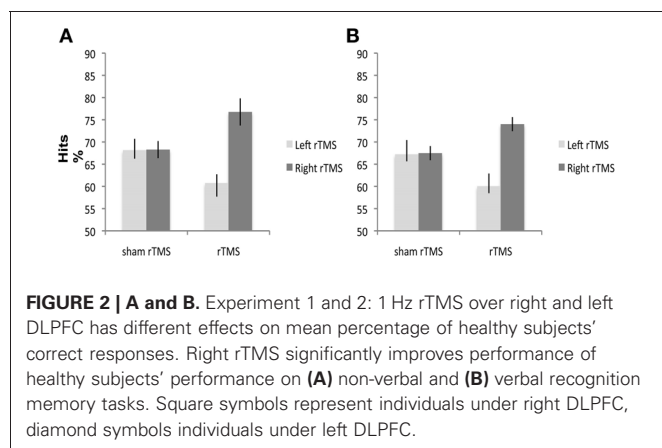 A
B
90
85
80
75
70
65
60
55
50
Hits
%
sham rTMS
rTMS
Left rTMS
Right rTMS
90
85
80
75
70
65
60
55
50
sham rTMS
rTMS
Left rTMS
Right rTMS
FIGURE 2 | A and B. Experiment 1 and 2: 1 Hz rTMS over right and left
DLPFC has different effects on mean percentage of healthy subjects’
correct responses. Right rTMS significantly improves performance of
healthy subjects’ performance on (A) non-verbal and (B) verbal recognition
memory tasks. Square symbols represent individuals under right DLPFC,
diamond symbols individuals under left DLPFC.